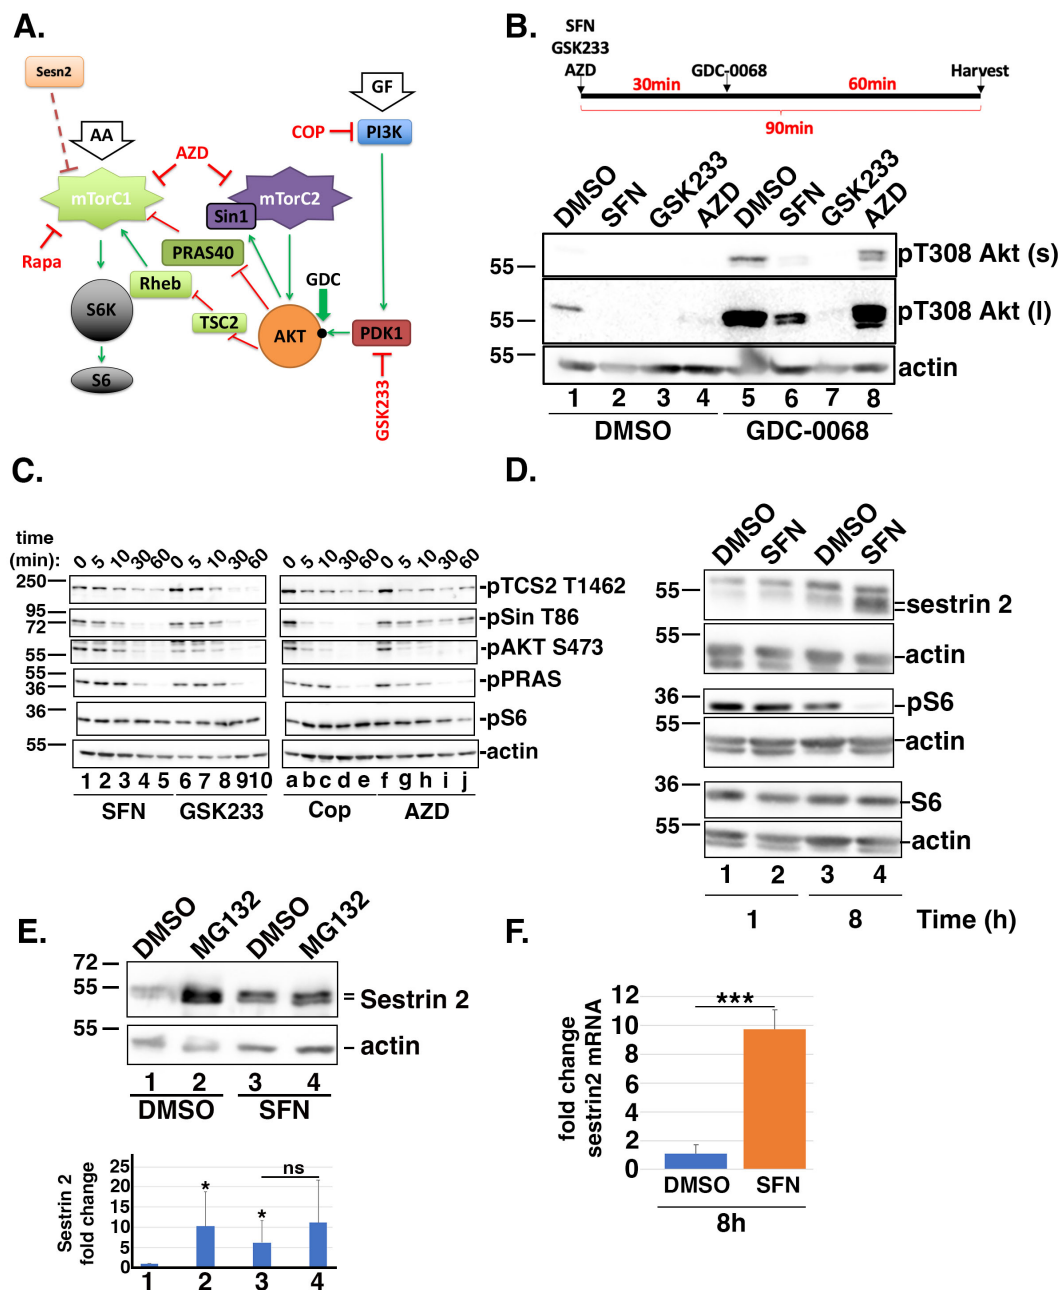 A.
Sesn2
AA
GF
COP
PI3K
AZD
mTorC1
mTorC2
Sin1
Rapa
PRAS40
Rheb
GDC
S6K
TSC2
AKT
PDK1
S6
GSK233
B.
SFN
GSK233
AZD
GDC-0068
Harvest
30min
60min
90min
DMSO
SFN
GSK233
AZD
DMSO
SFN
GSK233
AZD
55
pT308 Akt (s)
55
pT308 Akt (l)
55
actin
1 2 3 4 5 6 7 8
DMSO GDC-0068
C.
time
(min):
0 5 10 30 60 0 5 10 30 60 0 5 10 30 60 0 5 10 30 60
250
-pTCS2 T1462
95
72
-pSin T86
55
-pAKT S473
55
36
-pPRAS
36
-pS6
55
-actin
1 2 3 4 5 6 7 8 9 10 a b c d e f g h i j
SFN GSK233 Cop AZD
D.
DMSO
SFN
DMSO
SFN
55
sestrin 2
55
actin
36
pS6
55
actin
36
S6
55
actin
1 2 3 4
1 8 Time (h)
E.
DMSO
MG132
DMSO
MG132
72
55
= Sestrin 2
55
- actin
1 2 3 4
DMSO SFN
Sestrin 2
fold change
25
20
15
10
5
0
*
*
ns
1 2 3 4
F.
fold change
sestrin2 mRNA
12
10
8
6
4
2
0
***
DMSO SFN
8h